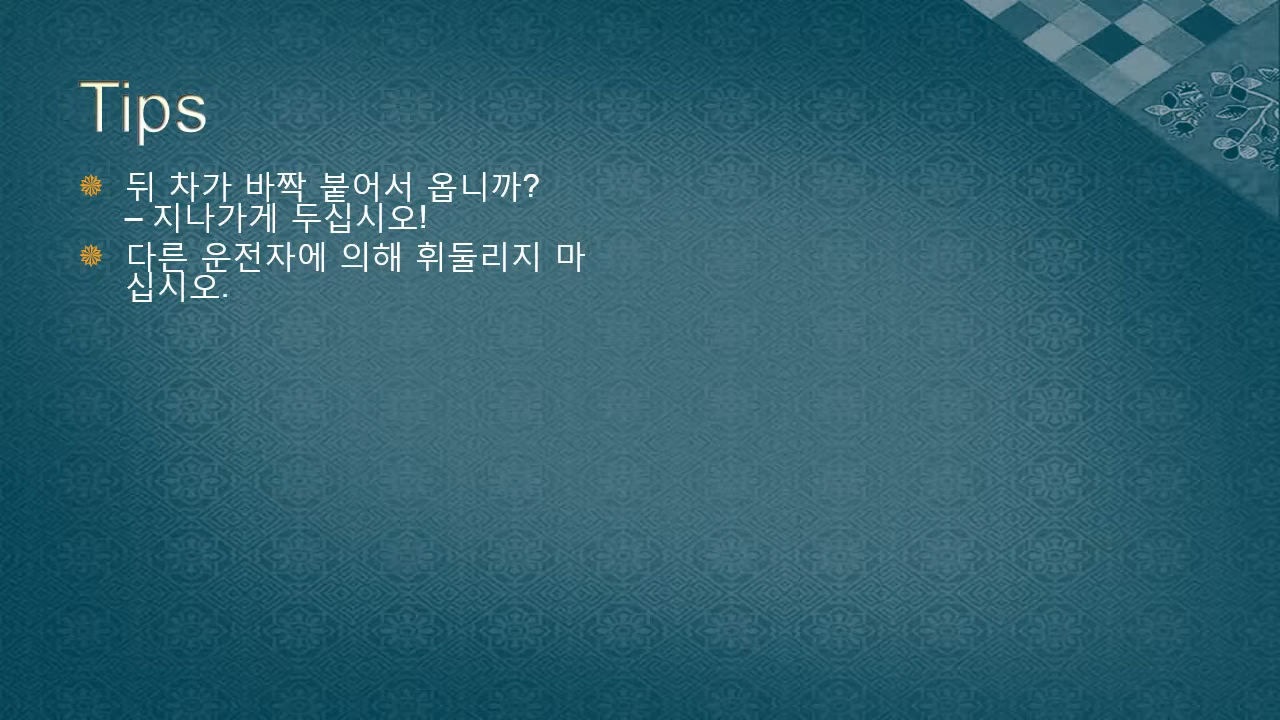 Tips
뒤 차가 바짝 붙어서 옵니까?
– 지나가게 두십시오!
다른 운전자에 의해 휘둘리지 마
십시오.